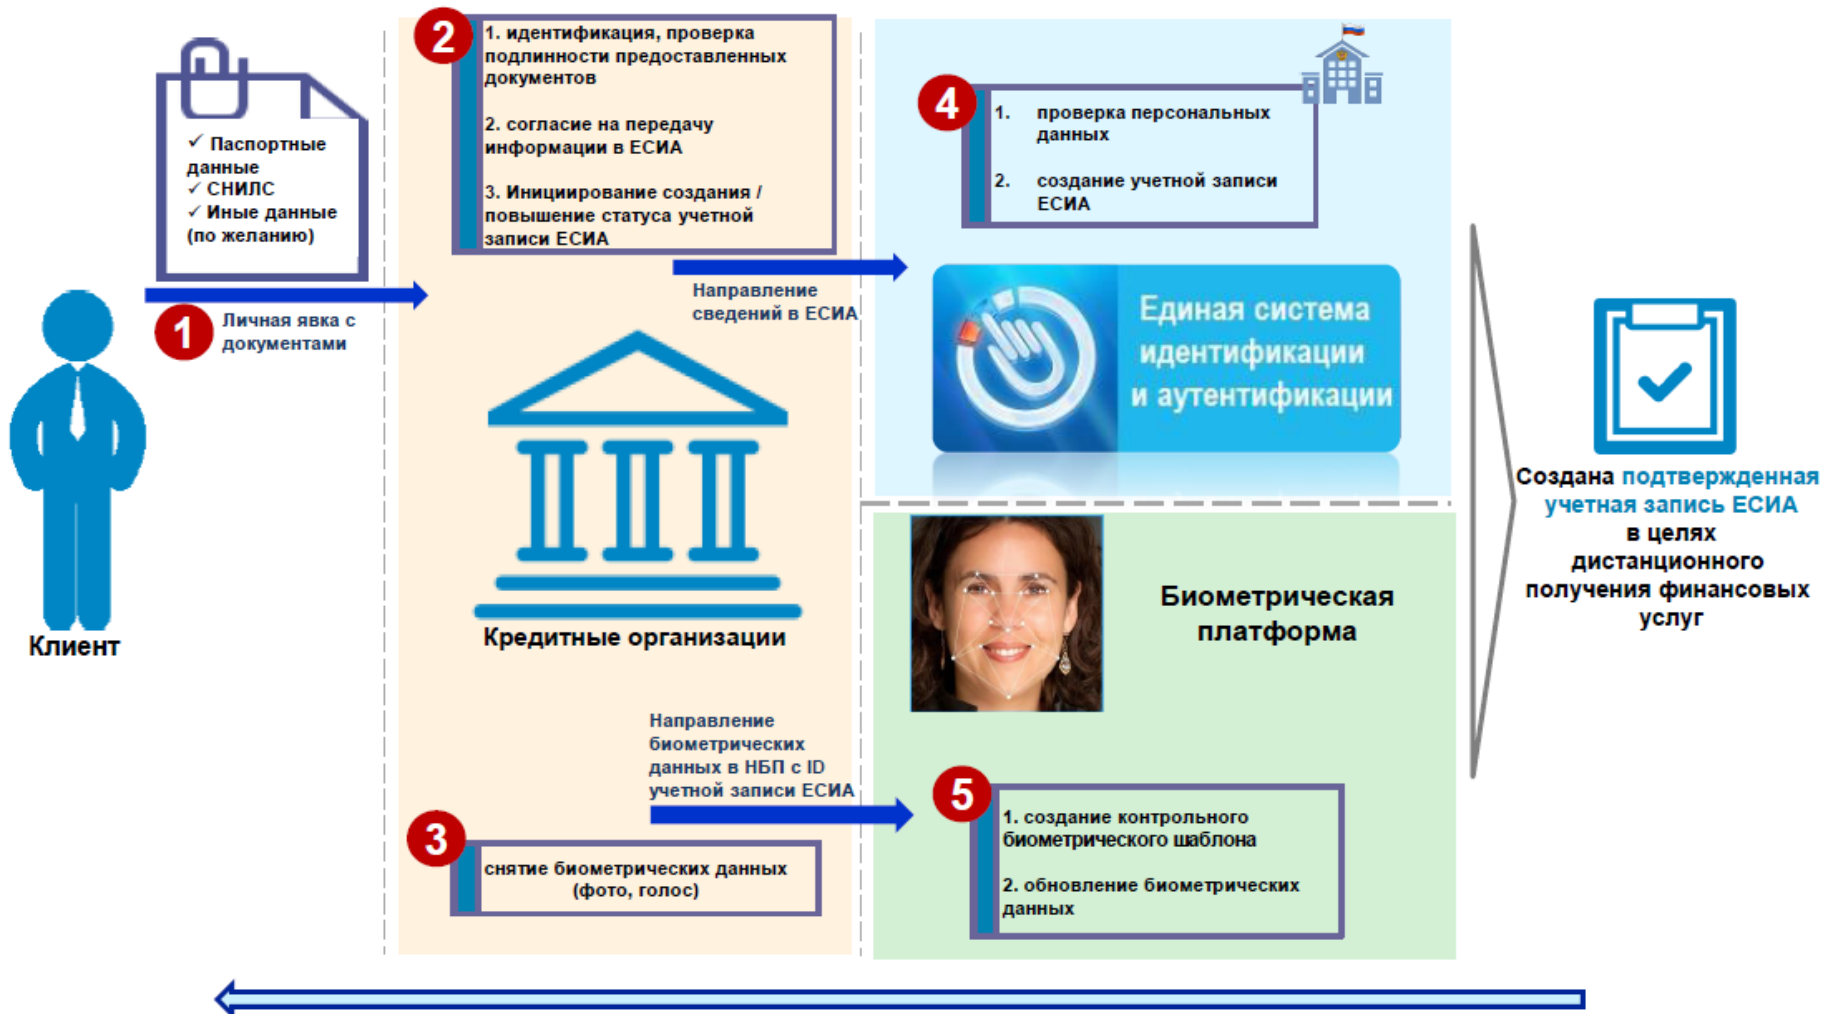 ✓ Паспортные
данные
✓ СНИЛС
✓ Иные данные
(по желанию)
1
Личная явка с
документами
Клиент
2
1. идентификация, проверка
подлинности предоставленных
документов
2. согласие на передачу
информации в ЕСИА
3. Инициирование создания /
повышение статуса учетной
записи ЕСИА
Направление
сведений в ЕСИА
Кредитные организации
Направление
биометрических
данных в НБП с ID
учетной записи ЕСИА
3
снятие биометрических данных
(фото, голос)
4
1. проверка персональных
данных
2. создание учетной записи
ЕСИА
Единая система
идентификации
и аутентификации
Биометрическая
платформа
5
1. создание контрольного
биометрического шаблона
2. обновление биометрических
данных
Создана подтвержденная
учетная запись ЕСИА
в целях
дистанционного
получения финансовых
услуг